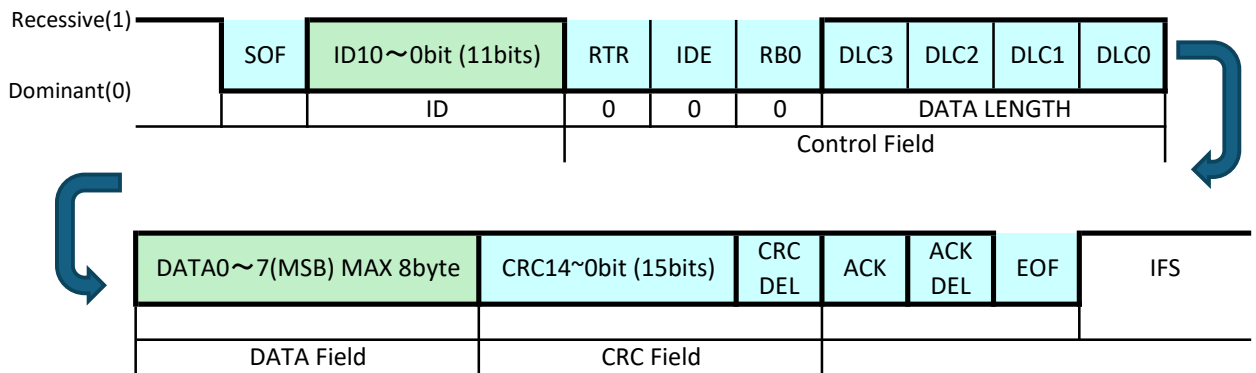 Recessive(1)
SOF ID10～0bit (11bits) RTR IDE RB0 DLC3 DLC2 DLC1 DLC0
Dominant(0)
ID 0 0 0 DATA LENGTH
Control Field
DATA0～7(MSB) MAX 8byte CRC14~0bit (15bits) CRC DEL ACK ACK DEL EOF IFS
DATA Field CRC Field